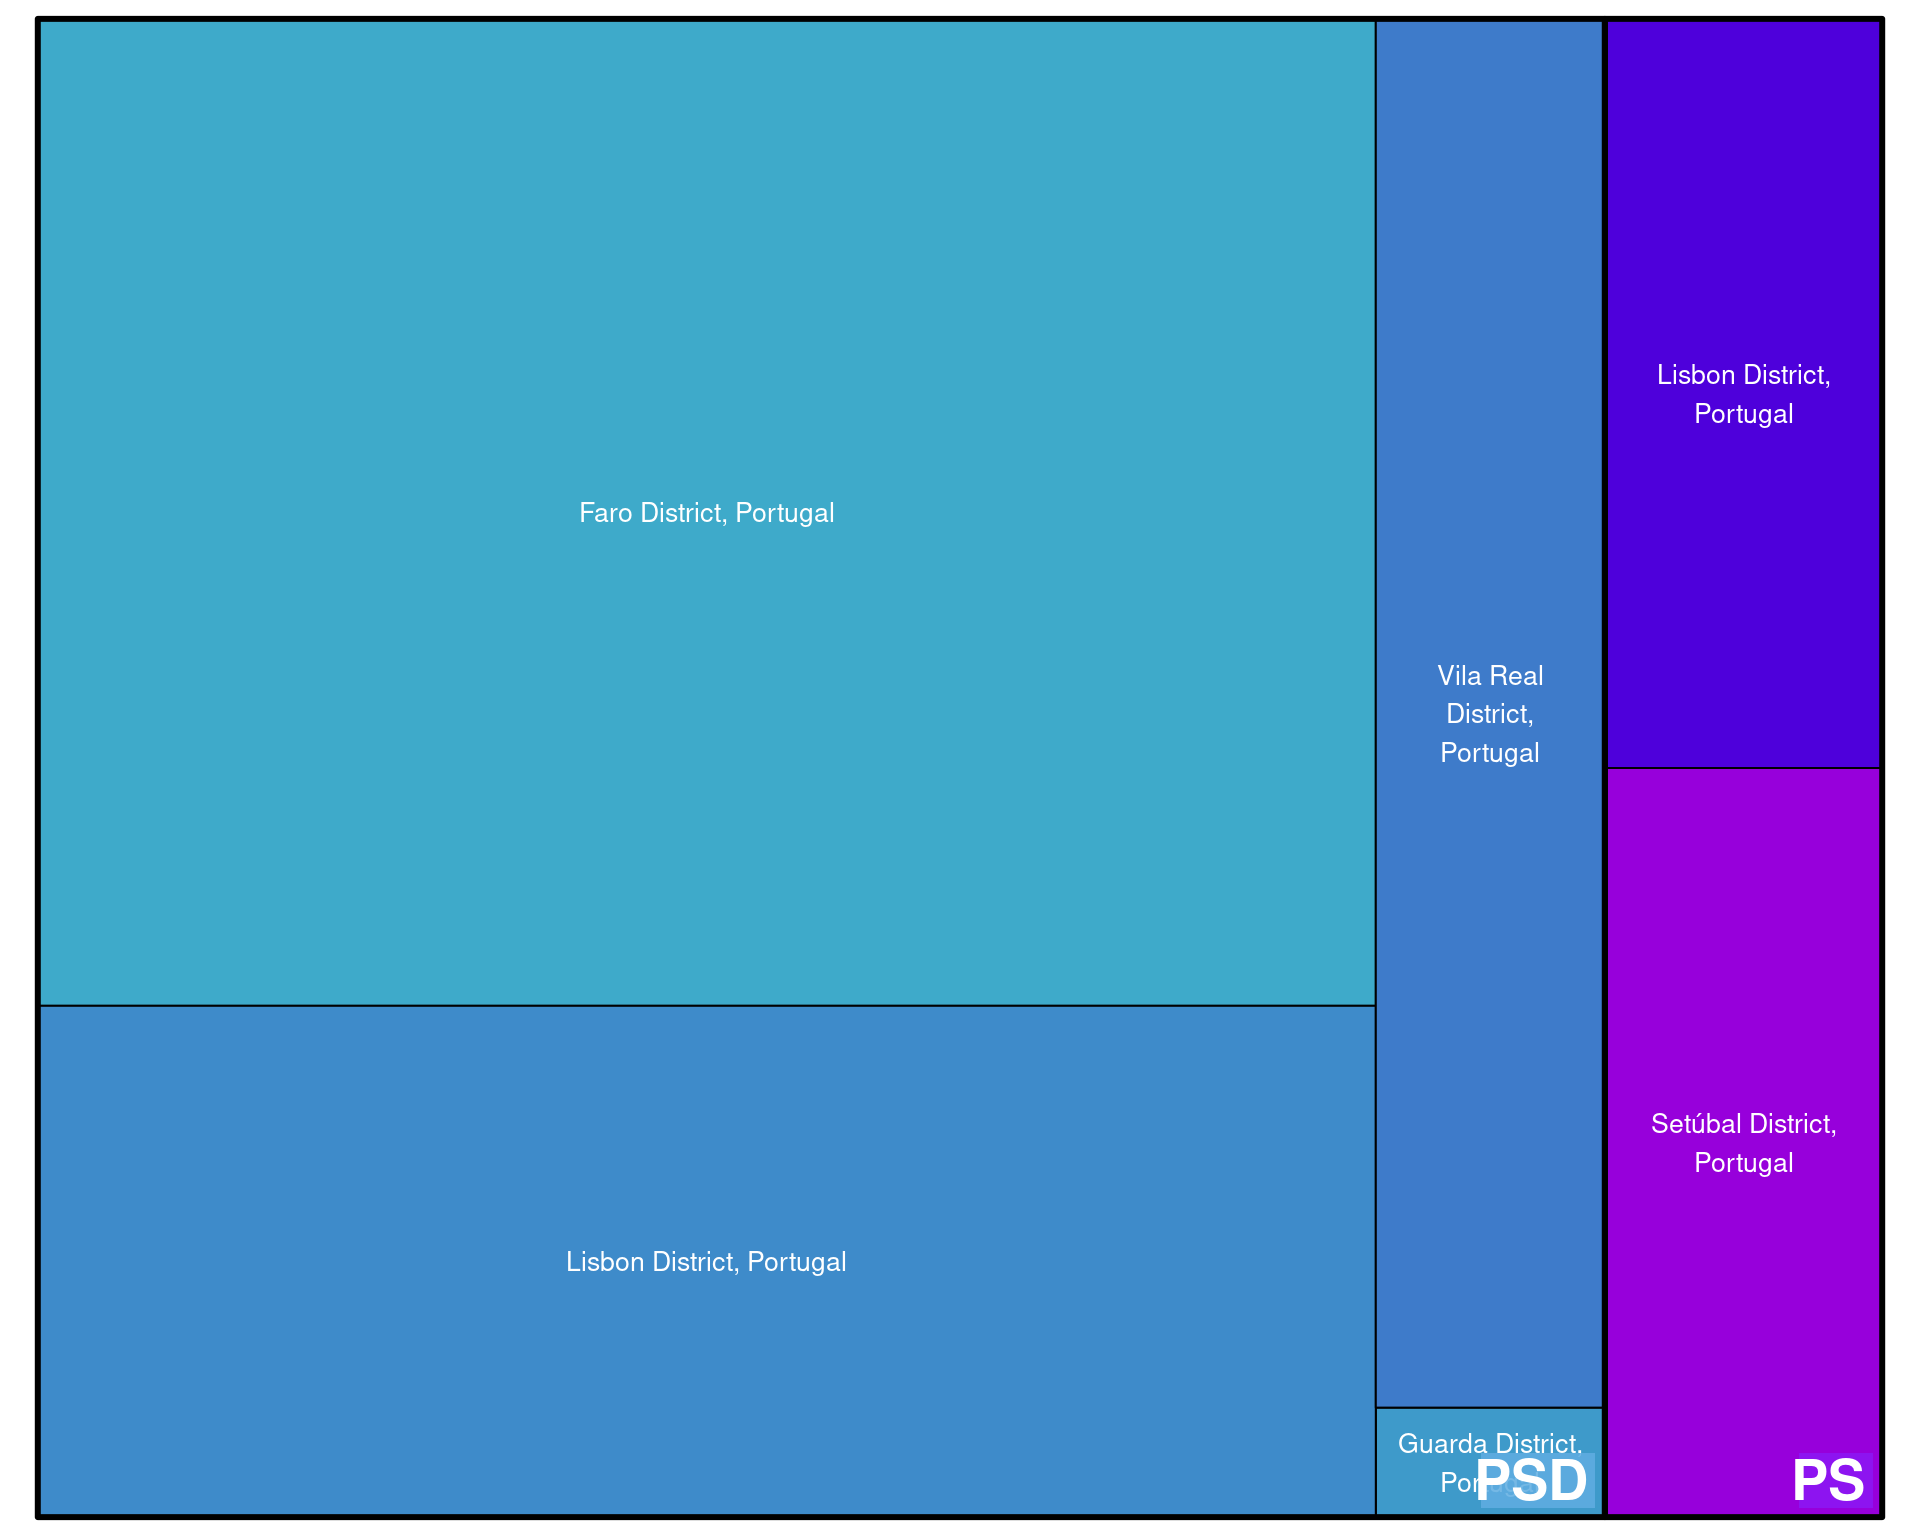 Faro District, Portugal
Lisbon District, Portugal
Vila Real
District,
Portugal
Guarda District,
PSD
Lisbon District,
Portugal
Setúbal District,
Portugal
PS